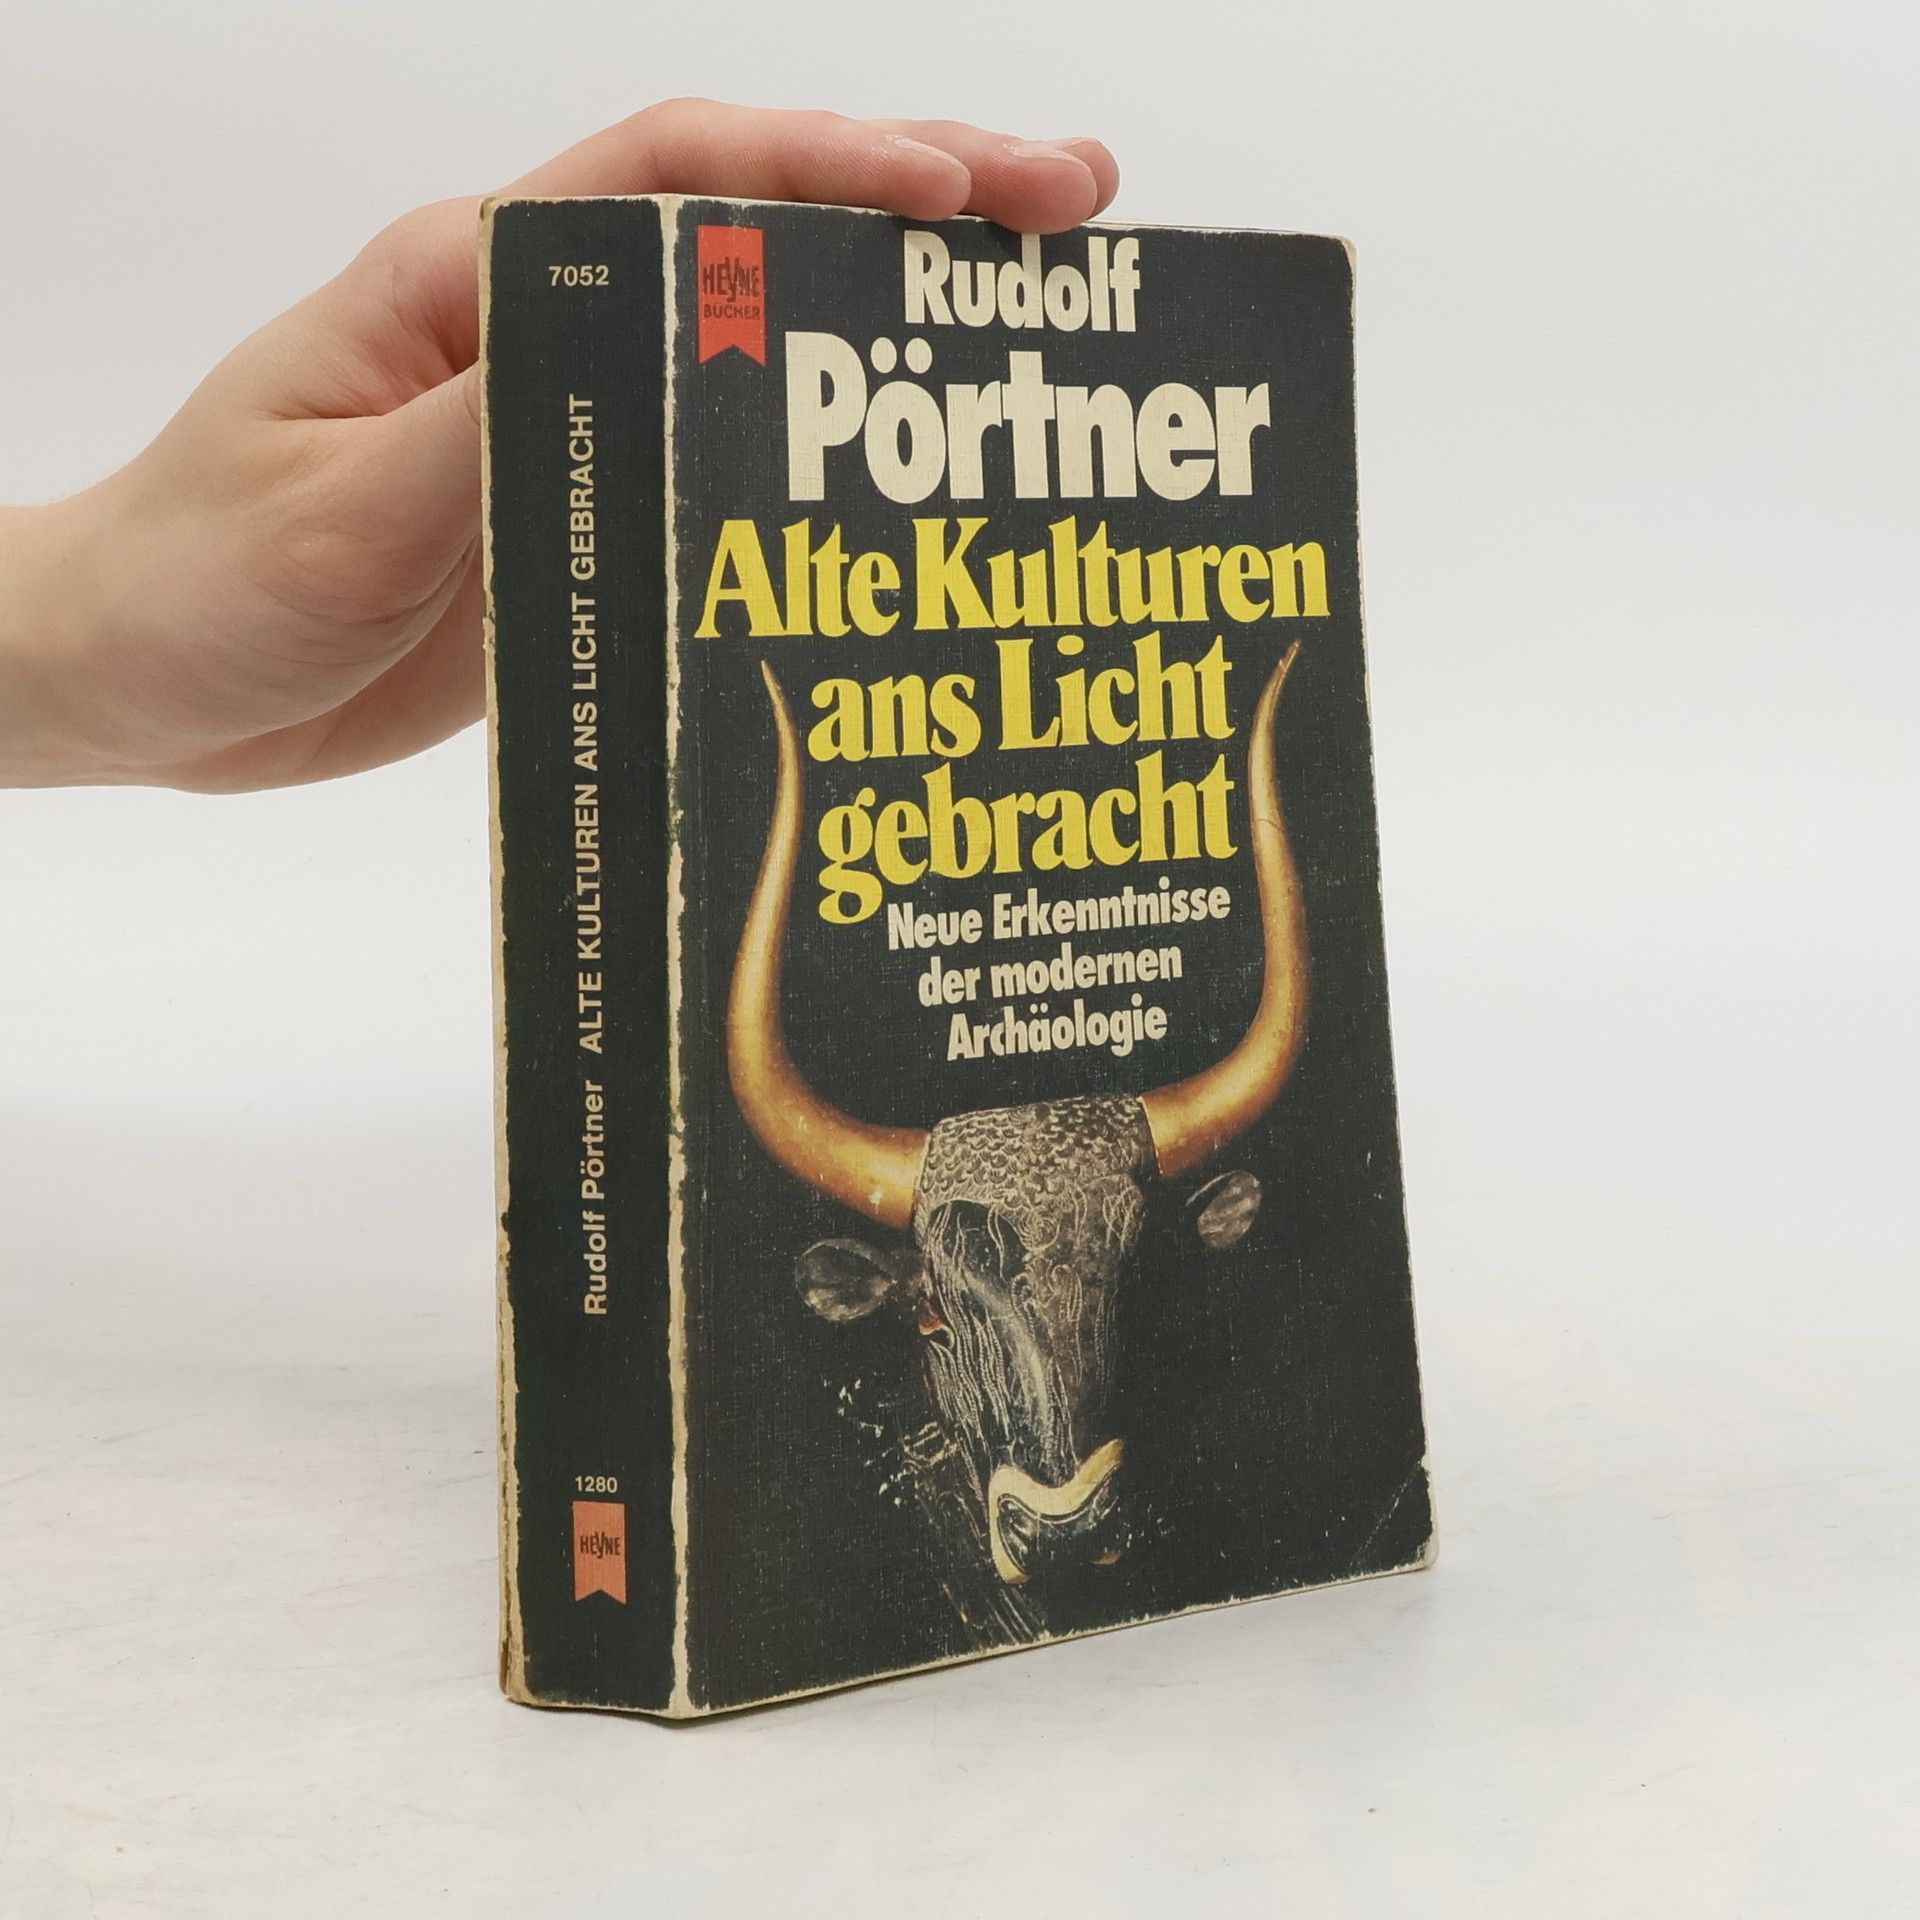 7052
Rudolf Pörtner ALTE KULTUREN ANS LICHT GEBRACHT
1280
HEYNE
HEYNE
BÜCHER
Rudolf
Pörtner
Alte Kulturen
ans Licht
gebracht
Neue Erkenntnisse
der modernen
Archäologie